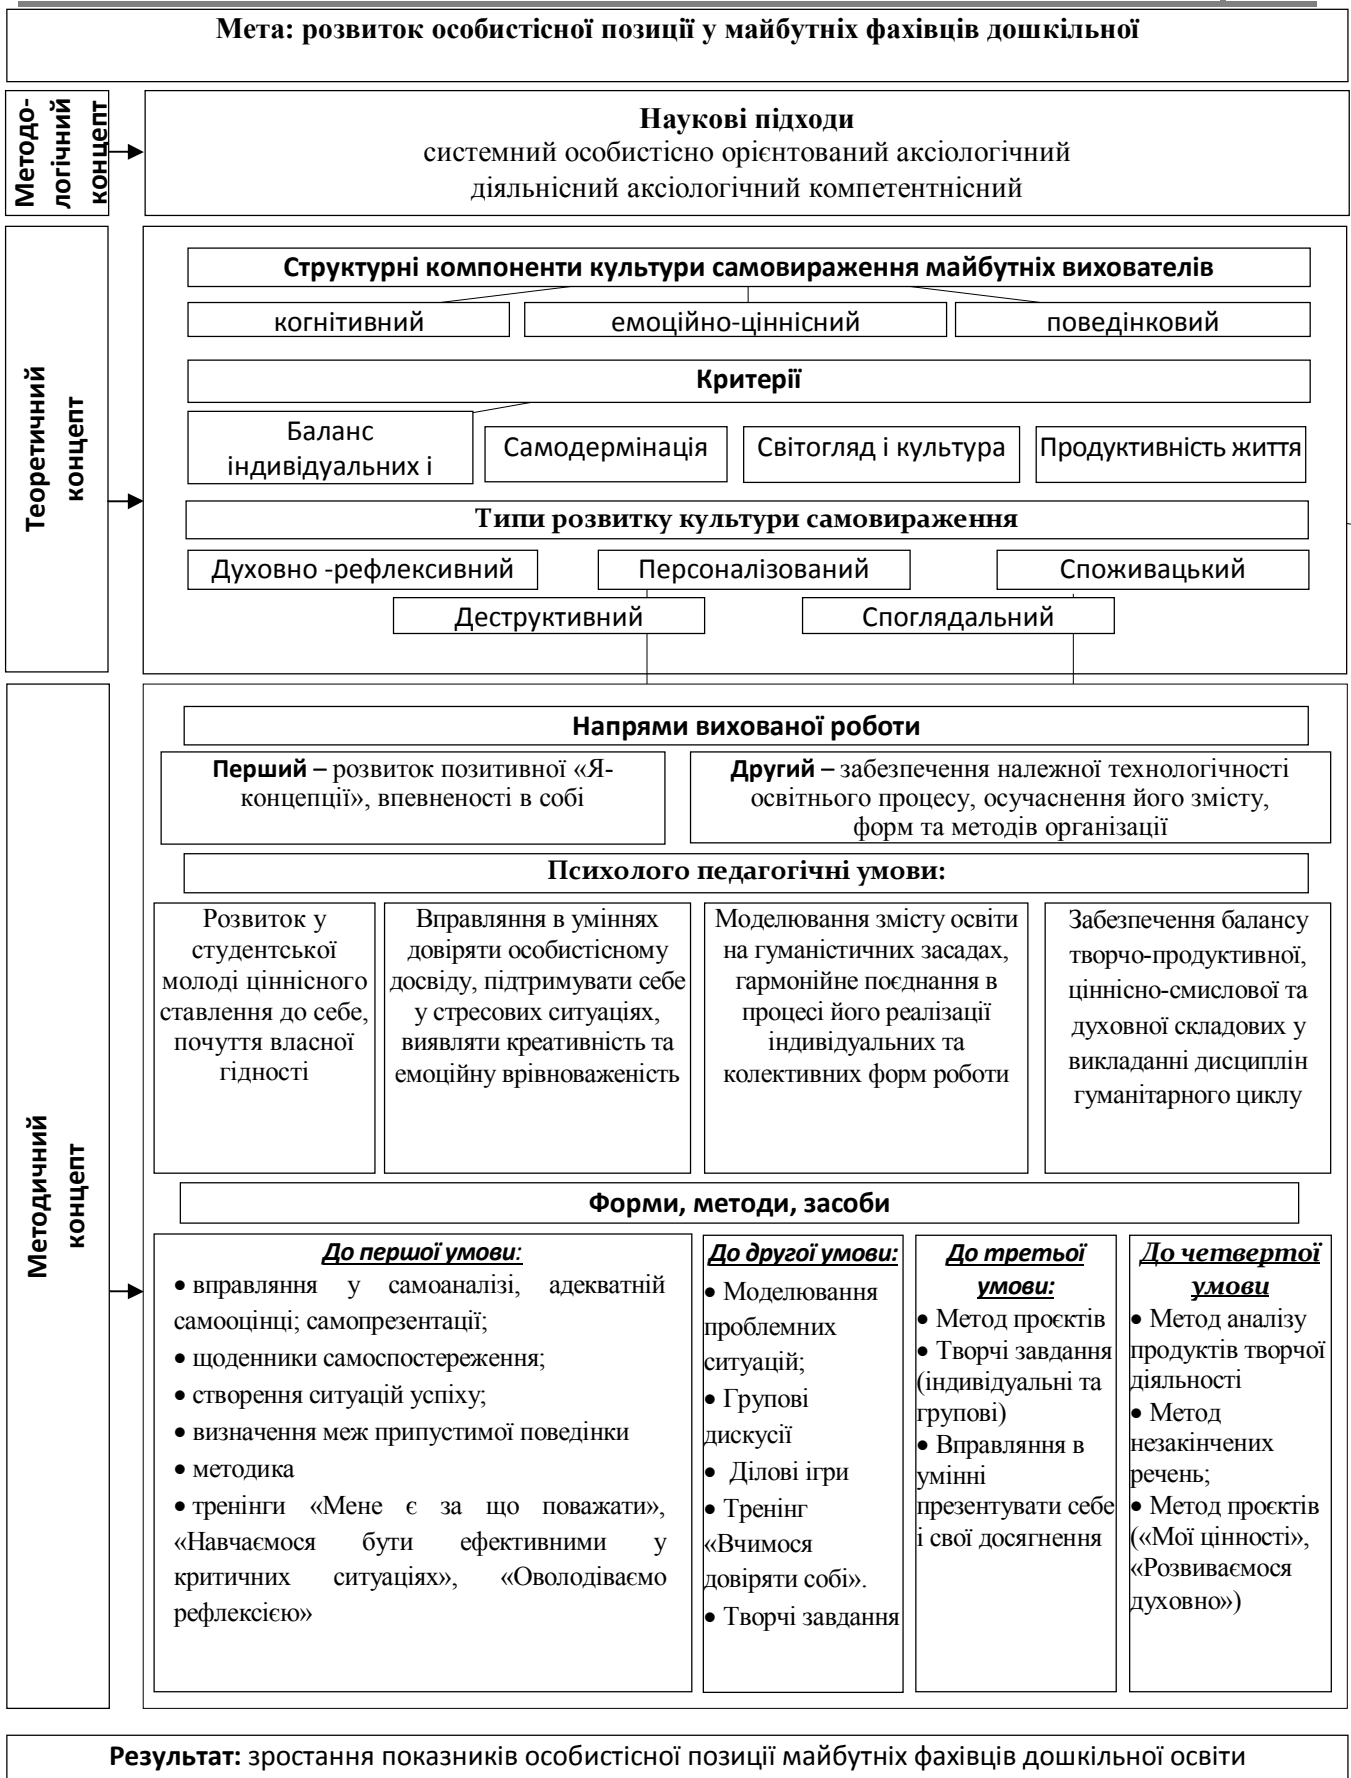 Мета: розвиток особистісної позиції у майбутніх фахівців дошкільної
Методо-
логічний
концепт
Наукові підходи
системний особистісно орієнтований аксіологічний
діяльнісний аксіологічний компетентнісний
Теоретичний
концепт
Структурні компоненти культури самовираження майбутніх вихователів
когнітивний
емоційно-ціннісний
поведінковий
Критерії
Баланс
індивідуальних і
Самодермінація
Світогляд і культура
Продуктивність життя
Типи розвитку культури самовираження
Духовно -рефлексивний
Персоналізований
Споживацький
Деструктивний
Споглядальний
Методичний
концепт
Напрями вихованої роботи
Перший – розвиток позитивної «Я-
концепції», впевненості в собі
Другий – забезпечення належної технологічності
освітнього процесу, осучаснення його змісту,
форм та методів організації
Психолого педагогічні умови:
Розвиток у
студентської
молоді ціннісного
ставлення до себе,
почуття власної
гідності
Вправляння в уміннях
довіряти особистісному
досвіду, підтримувати себе
у стресових ситуаціях,
виявляти креативність та
емоційну врівноваженість
Моделювання змісту освіти
на гуманістичних засадах,
гармонійне поєднання в
процесі його реалізації
індивідуальних та
колективних форм роботи
Забезпечення балансу
творчо-продуктивної,
ціннісно-смислової та
духовної складових у
викладанні дисциплін
гуманітарного циклу
Форми, методи, засоби
До першої умови:
• вправляння у самоаналізі, адекватній
самооцінці; самопрезентації;
• щоденники самоспостереження;
• створення ситуацій успіху;
• визначення меж припустимої поведінки
• методика
• тренінги «Мене є за що поважати»,
«Навчаємося бути ефективними у
критичних ситуаціях», «Оволодіваємо
рефлексією»
До другої умови:
• Моделювання
проблемних
ситуацій;
• Групові
дискусії
• Ділові ігри
• Тренінг
«Вчимося
довіряти собі».
• Творчі завдання
До третьої
умови:
• Метод проєктів
• Творчі завдання
(індивідуальні та
групові)
• Вправляння в
умінні
презентувати себе
і свої досягнення
До четвертої
умови
• Метод аналізу
продуктів творчої
діяльності
• Метод
незакінчених
речень;
• Метод проєктів
(«Мої цінності»,
«Розвиваємося
духовно»)
Результат: зростання показників особистісної позиції майбутніх фахівців дошкільної освіти